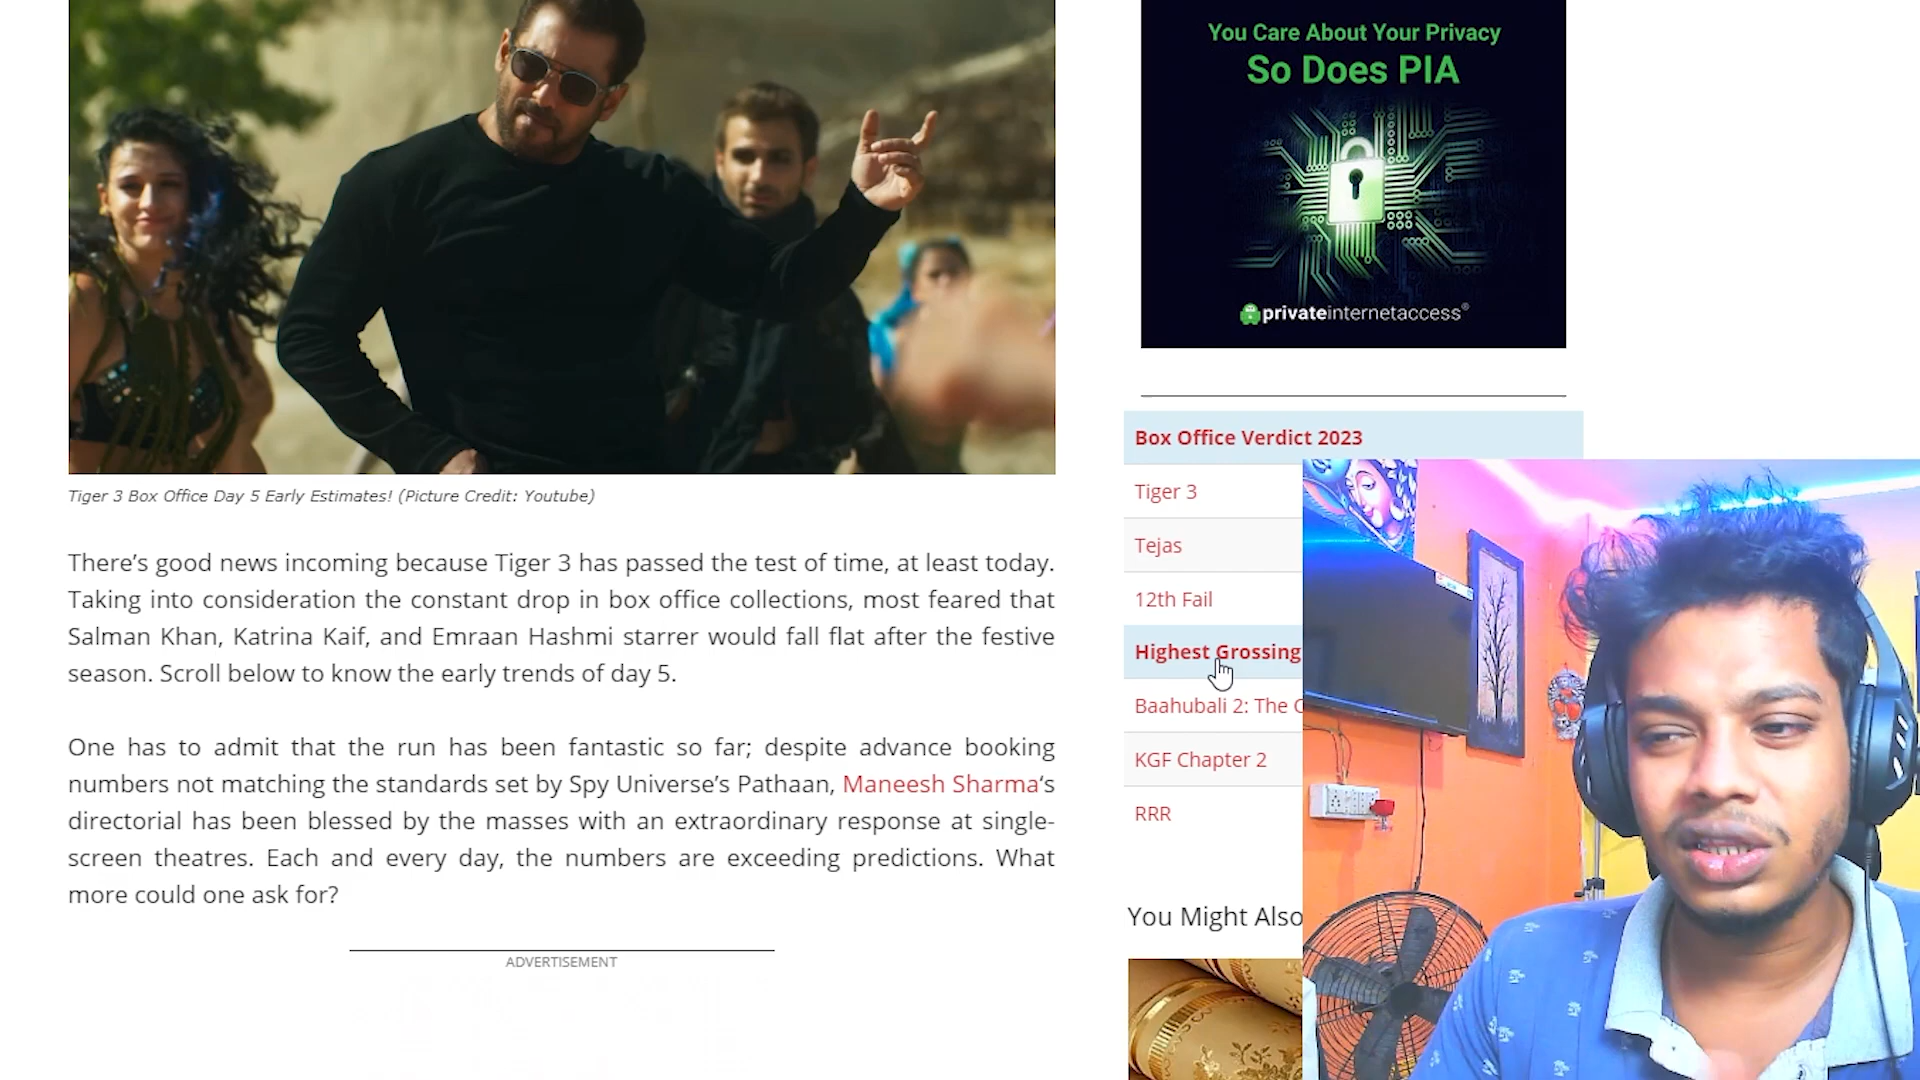 You Care About Your Privacy
So Does PIA
privateinternetaccess®
Tiger 3 Box Office Day 5 Early Estimates! (Picture Credit: Youtube)
There’s good news incoming because Tiger 3 has passed the test of time, at least today.
Taking into consideration the constant drop in box office collections, most feared that
Salman Khan, Katrina Kaif, and Emraan Hashmi starrer would fall flat after the festive
season. Scroll below to know the early trends of day 5.
One has to admit that the run has been fantastic so far; despite advance booking
numbers not matching the standards set by Spy Universe’s Pathaan, Maneesh Sharma‘s
directorial has been blessed by the masses with an extraordinary response at single-
screen theatres. Each and every day, the numbers are exceeding predictions. What
more could one ask for?
ADVERTISEMENT
Box Office Verdict 2023
Tiger 3
Tejas
12th Fail
Highest Grossing
Baahubali 2: The
KGF Chapter 2
RRR
You Might Also